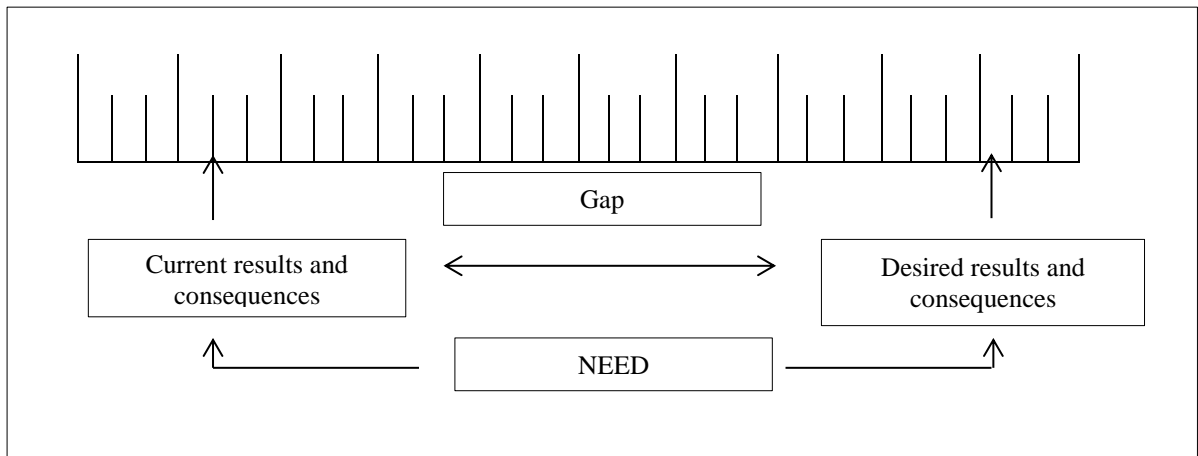 Gap
Current results and
consequences
Desired results and
consequences
NEED